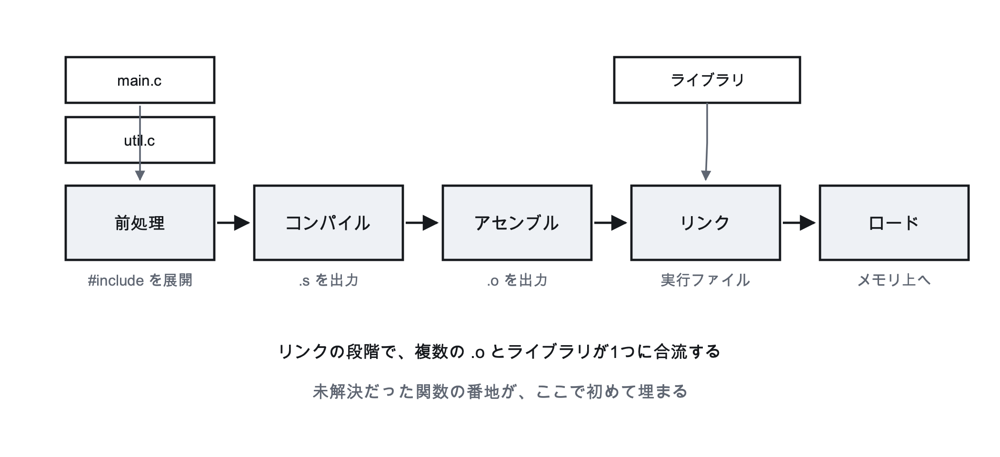 main.c
ライブラリ
util.c
前処理
コンパイル
アセンブル
リンク
ロード
#include を展開
.s を出力
.o を出力
実行ファイル
メモリ上へ
リンクの段階で、複数の .o とライブラリが1つに合流する
未解決だった関数の番地が、ここで初めて埋まる